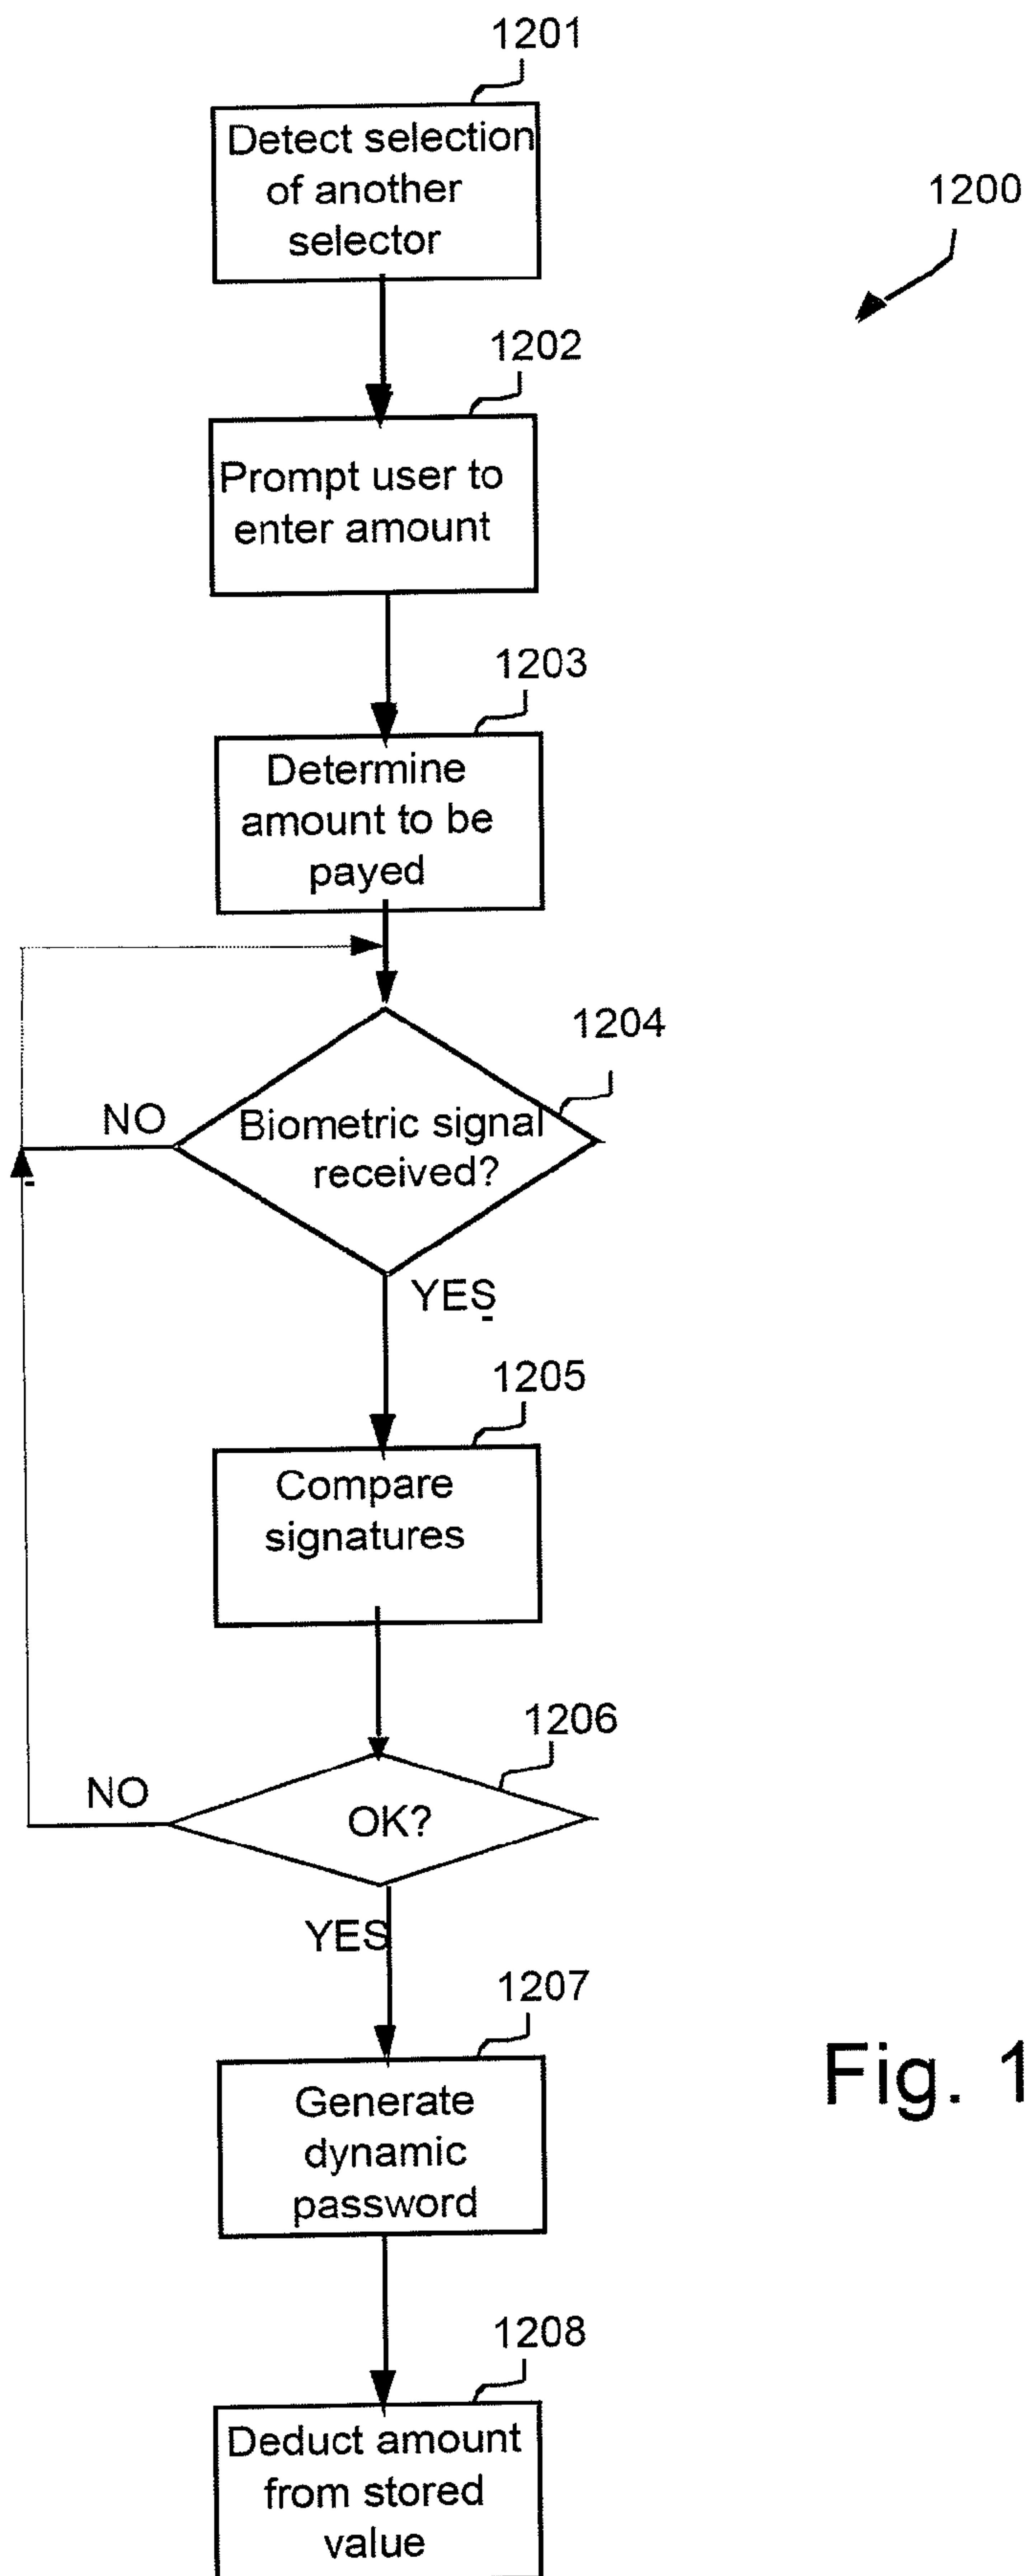 1201
Detect selection
of another
selector
1200
1202
Prompt user to
enter amount
1203
Determine
amount to be
payed
1204
NO
Biometric signal
received?
YES
1205
Compare
signatures
1206
NO
OK?
YES
1207
Generate
dynamic
password
Fig. 1
1208
Deduct amount
from stored
value